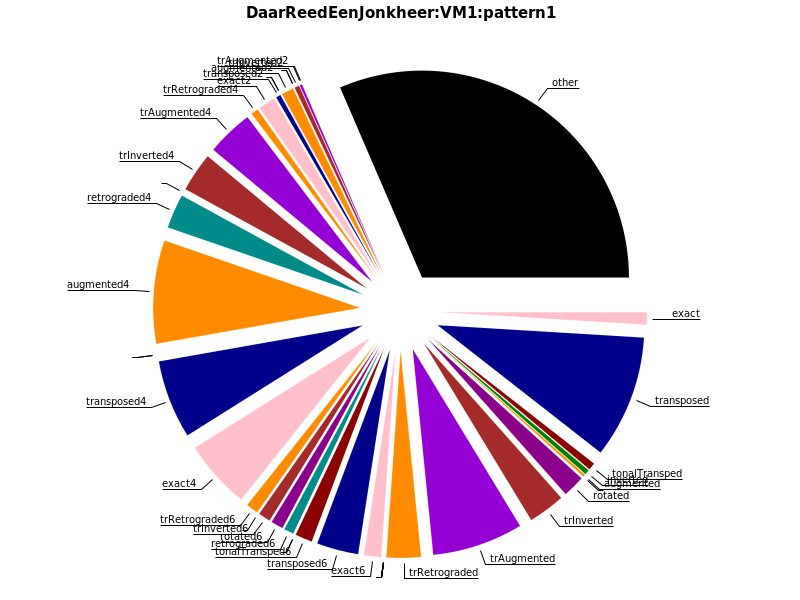 DaarReedEenJonkheer:VM1:pattern1
other
exact
transposed
tonalTransped
augmented
rotated
trInverted
trAugmented
trRetrograded
exact6
transposed6
tonalTransped6
retrograded6
rotated6
trInverted6
trRetrograded6
exact4
transposed4
augmented4
retrograded4
trInverted4
trAugmented4
trRetrograded4
exact2
transposed2
augmented2
trAugmented2